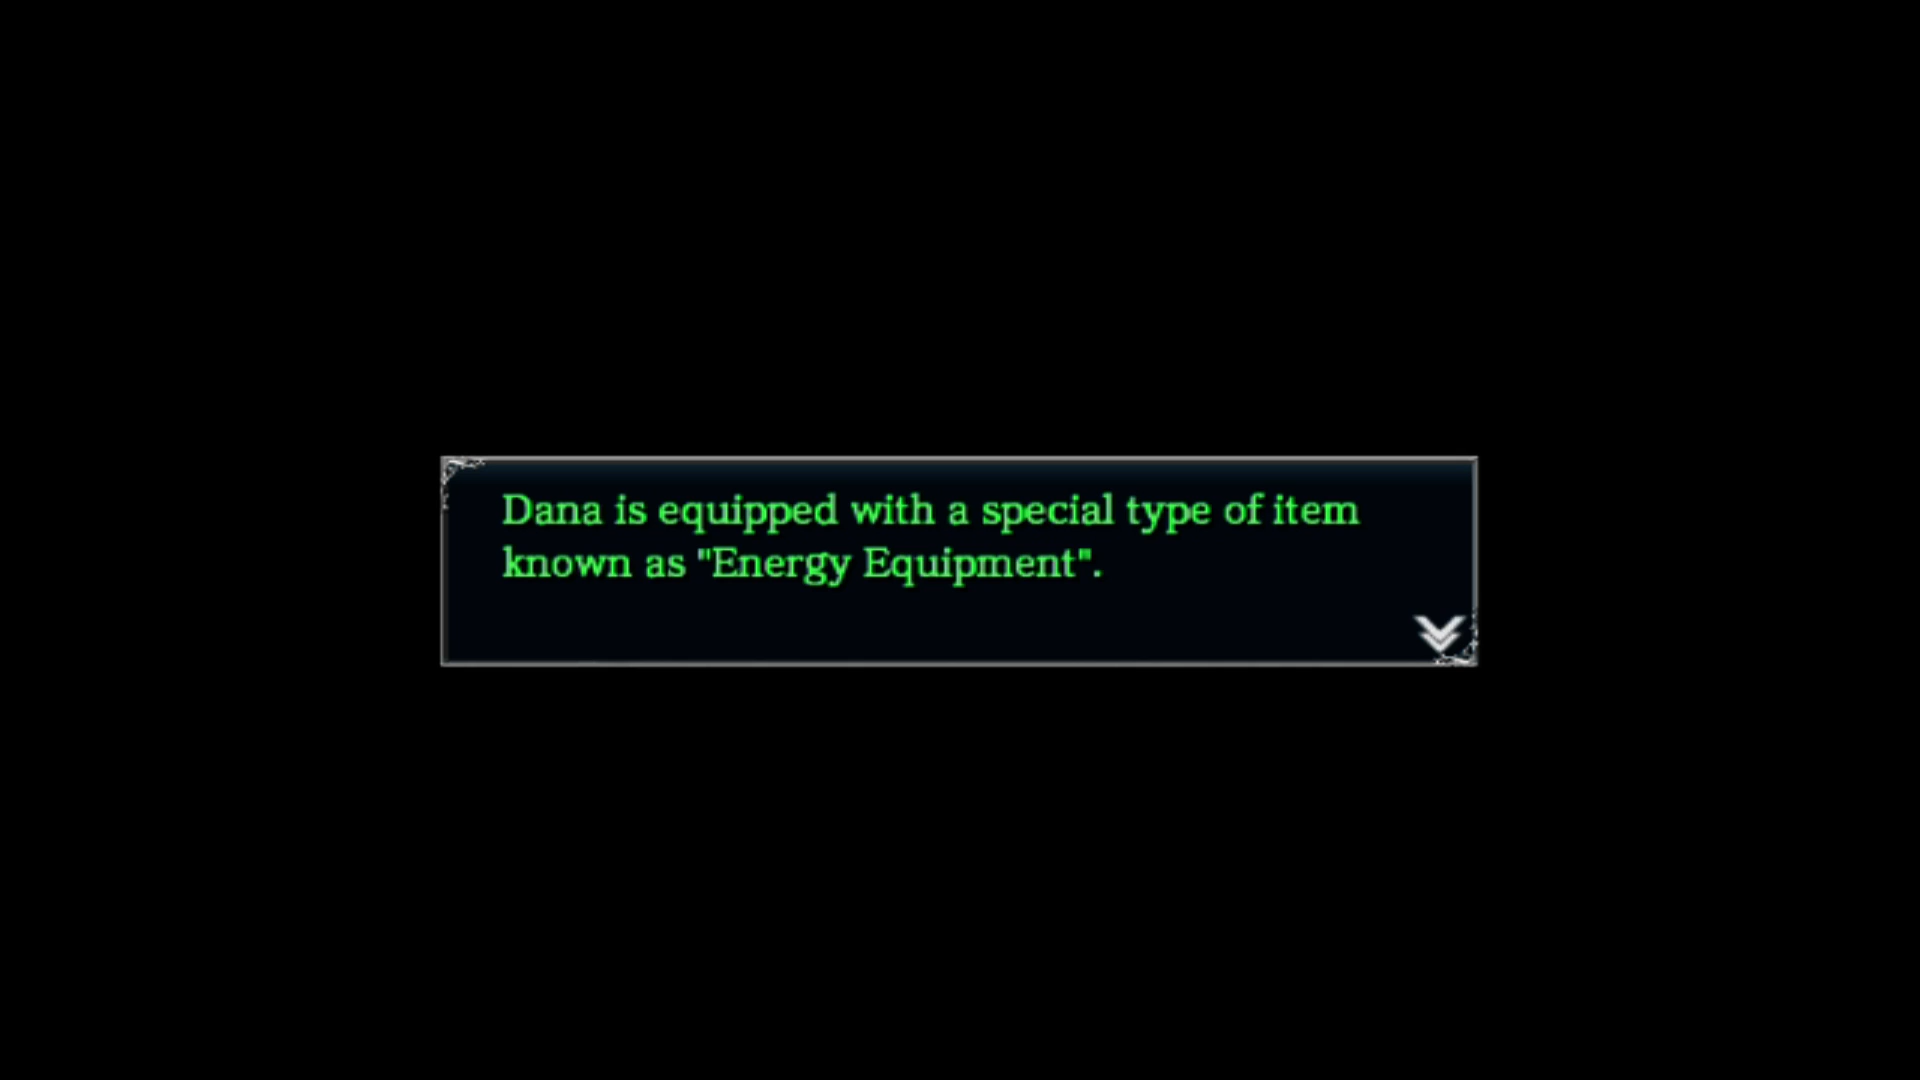 Dana is equipped with a special type of item
known as "Energy Equipment".